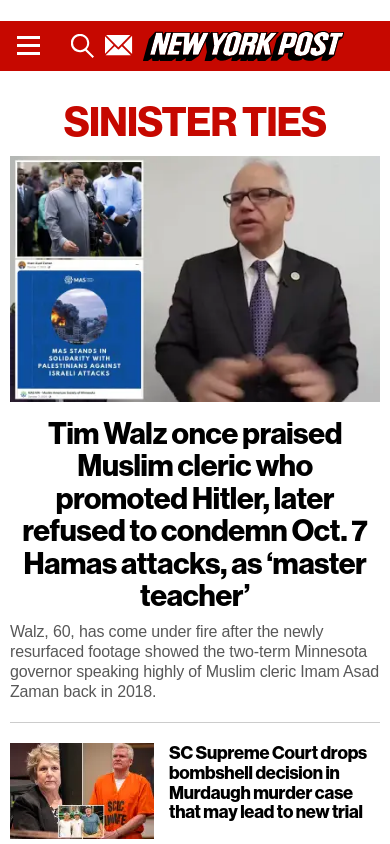 NEW YORK POST
SINISTER TIES
MAS
MAS STANDS IN
SOLIDARITY WITH
PALESTINIANS AGAINST
ISRAELI ATTACKS
Tim Walz once praised
Muslim cleric who
promoted Hitler, later
refused to condemn Oct. 7
Hamas attacks, as ‘master
teacher’
Walz, 60, has come under fire after the newly
resurfaced footage showed the two-term Minnesota
governor speaking highly of Muslim cleric Imam Asad
Zaman back in 2018.
SC Supreme Court drops
bombshell decision in
Murdaugh murder case
that may lead to new trial